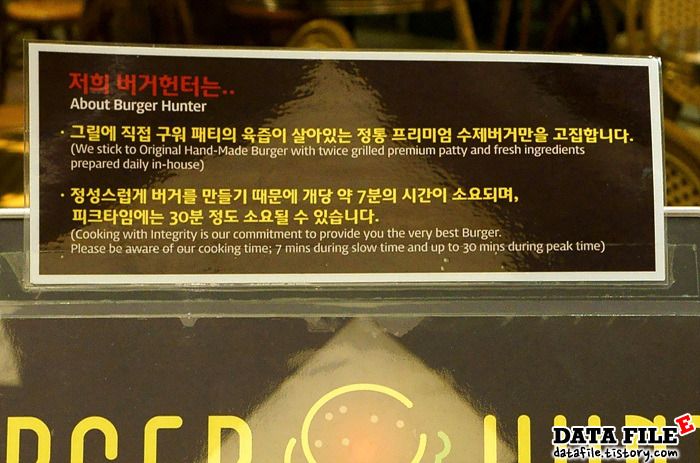 저희 버거헌터는..
About Burger Hunter
· 그릴에 직접 구워 패티의 육즙이 살아있는 정통 프리미엄 수제버거만을 고집합니다.
(We stick to Original Hand-Made Burger with twice grilled premium patty and fresh ingredients
prepared daily in-house)
· 정성스럽게 버거를 만들기 때문에 개당 약 7분의 시간이 소요되며,
피크타임에는 30분 정도 소요될 수 있습니다.
(Cooking with Integrity is our commitment to provide you the very best Burger.
Please be aware of our cooking time; 7 mins during slow time and up to 30 mins during peak time)
DATA FILE E
datafile.tistory.com